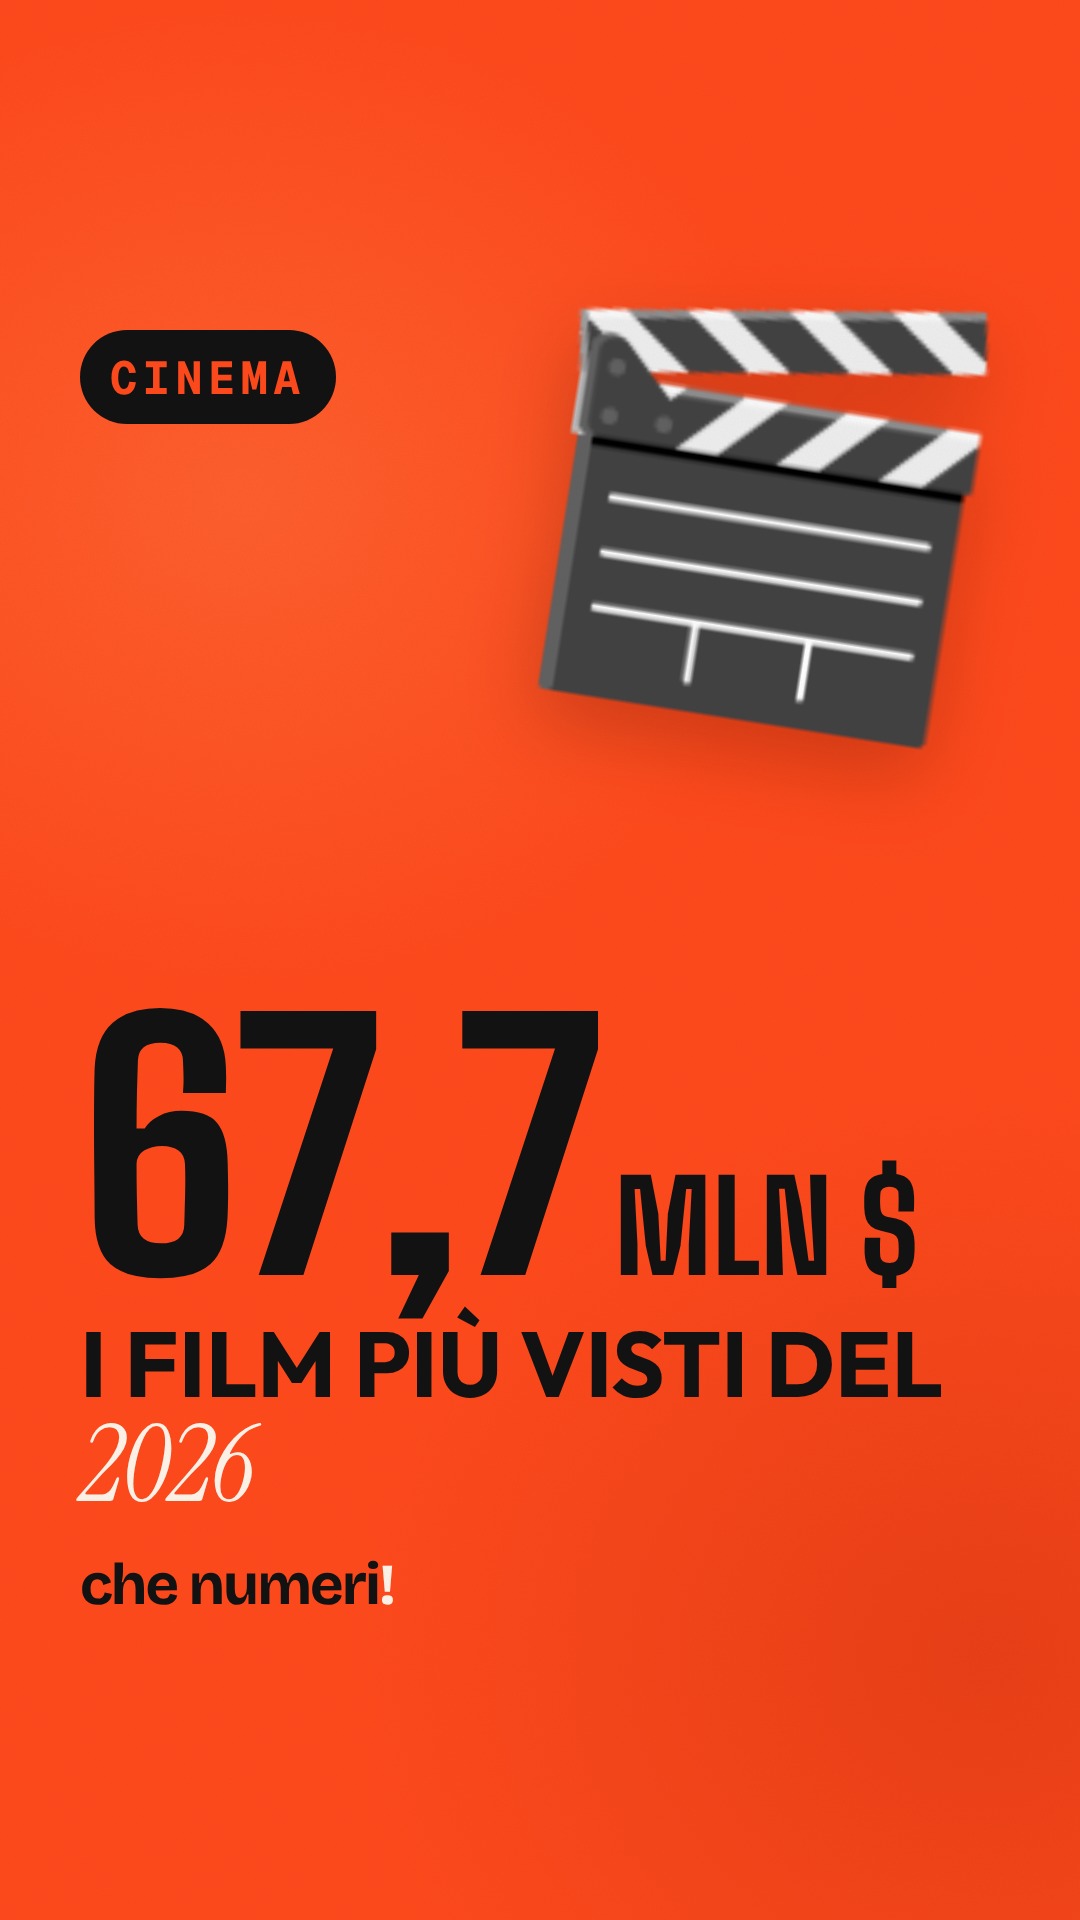 CINEMA
67,7 MLN $
I FILM PIÙ VISTI DEL
2026
che numeri!